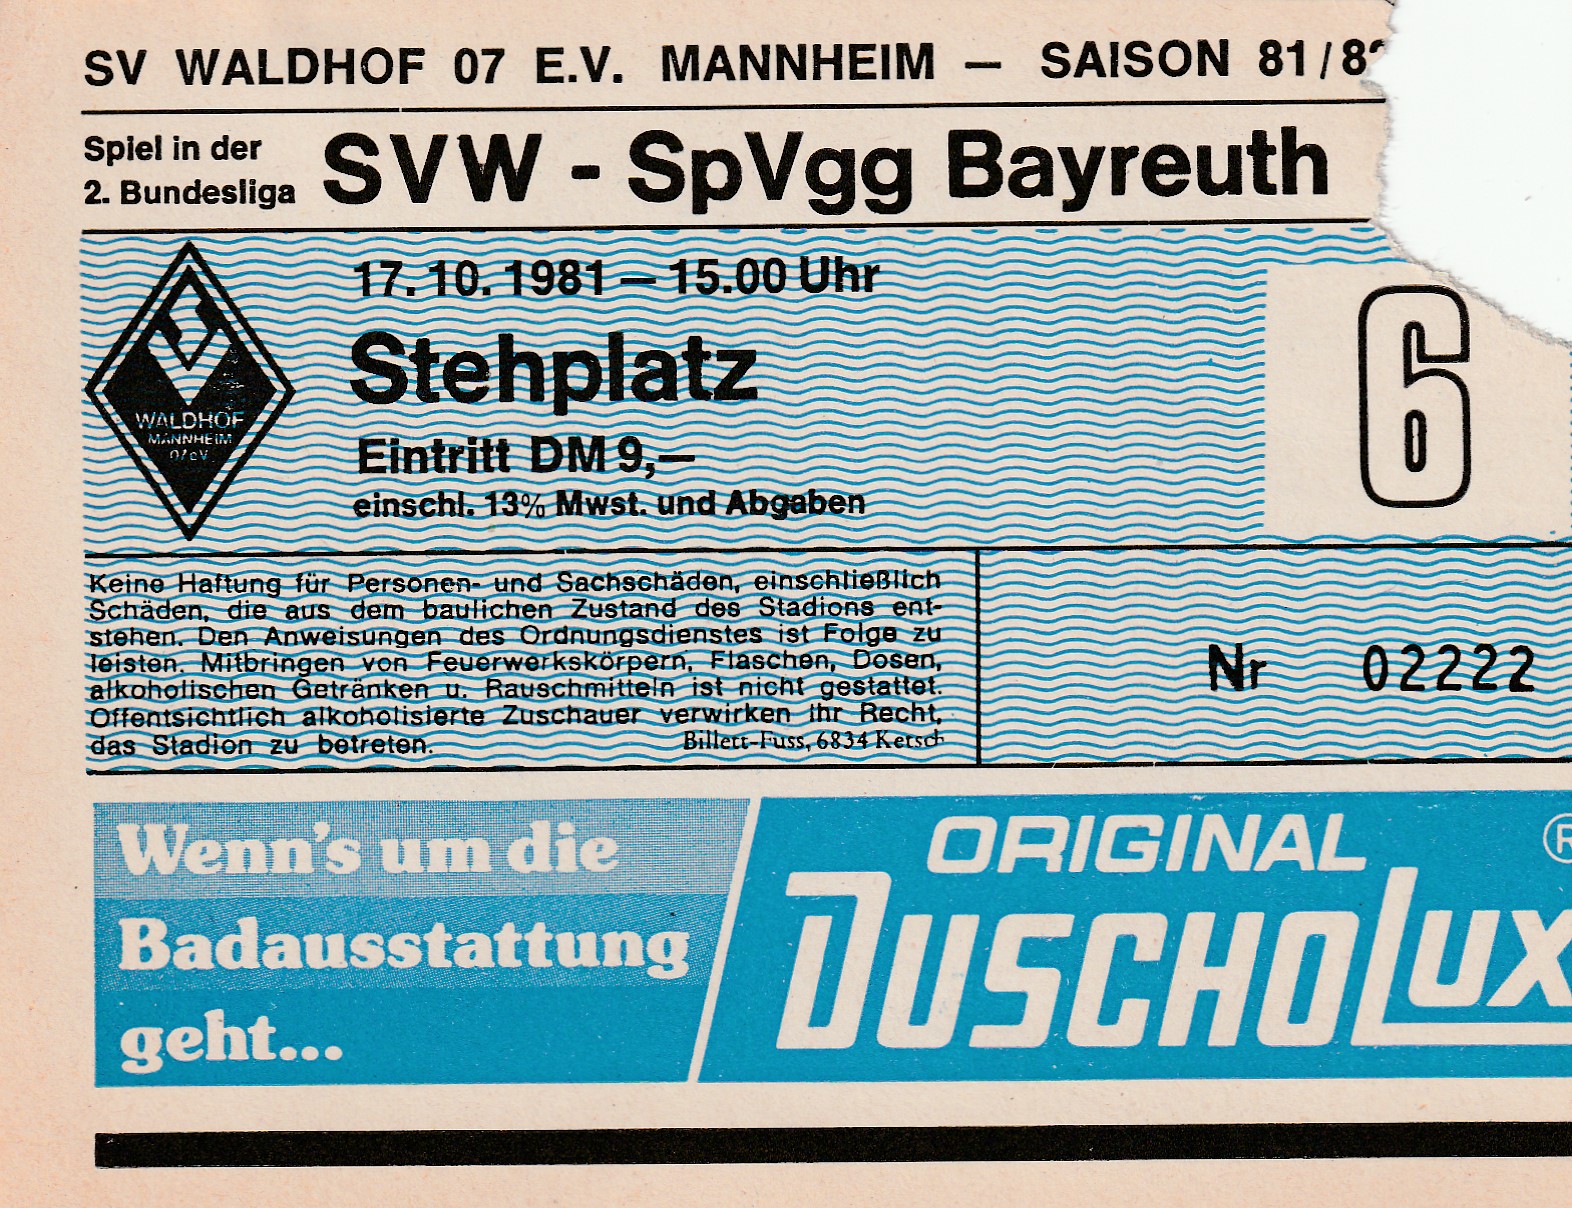 SV WALDHOF 07 E.V. MANNHEIM — SAISON 81/82
Spiel in der
2. Bundesliga
SVW - SpVgg Bayreuth
17. 10. 1981 — 15.00 Uhr
Stehplatz
Eintritt DM 9,—
einschl. 13% Mwst. und Abgaben
WALDHOF
MANNHEIM
07 eV
6
Keine Haftung für Personen- und Sachschäden, einschließlich
Schäden, die aus dem baulichen Zustand des Stadions ent-
stehen. Den Anweisungen des Ordnungsdienstes ist Folge zu
leisten. Mitbringen von Feuerwerkskörpern, Flaschen, Dosen,
alkoholischen Getränken u. Rauschmitteln ist nicht gestattet.
Offentsichtlich alkoholisierte Zuschauer verwirken ihr Recht,
das Stadion zu betreten.
Billett-Fuss, 6834 Ketsch
Nr 02222
Wenn's um die
Badausstattung
geht...
ORIGINAL ®
DUSCHOLUX